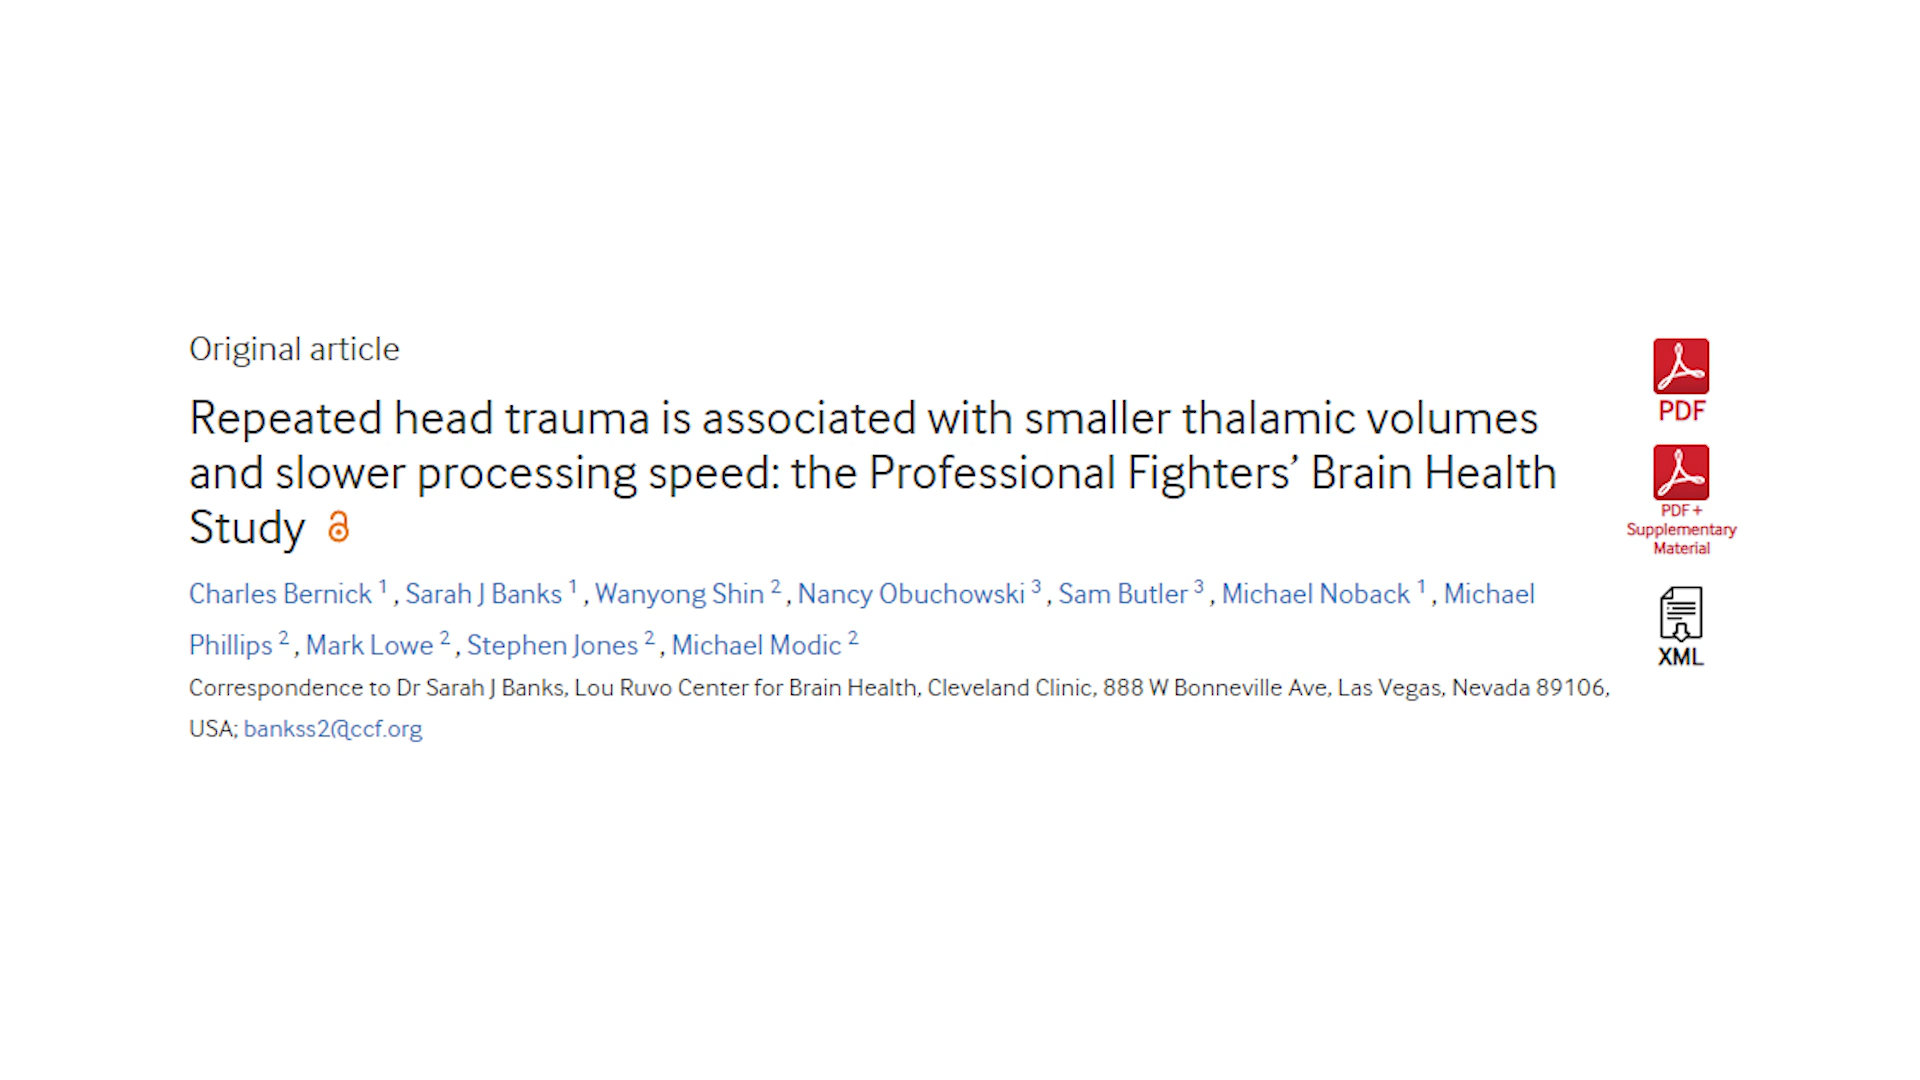 Original article
Repeated head trauma is associated with smaller thalamic volumes
and slower processing speed: the Professional Fighters’ Brain Health
Study
Charles Bernick 1 , Sarah J Banks 1 , Wanyong Shin 2 , Nancy Obuchowski 3 , Sam Butler 3 , Michael Noback 1 , Michael
Phillips 2 , Mark Lowe 2 , Stephen Jones 2 , Michael Modic 2
Correspondence to Dr Sarah J Banks, Lou Ruvo Center for Brain Health, Cleveland Clinic, 888 W Bonneville Ave, Las Vegas, Nevada 89106,
USA; bankss2@ccf.org
PDF
PDF +
Supplementary
Material
XML